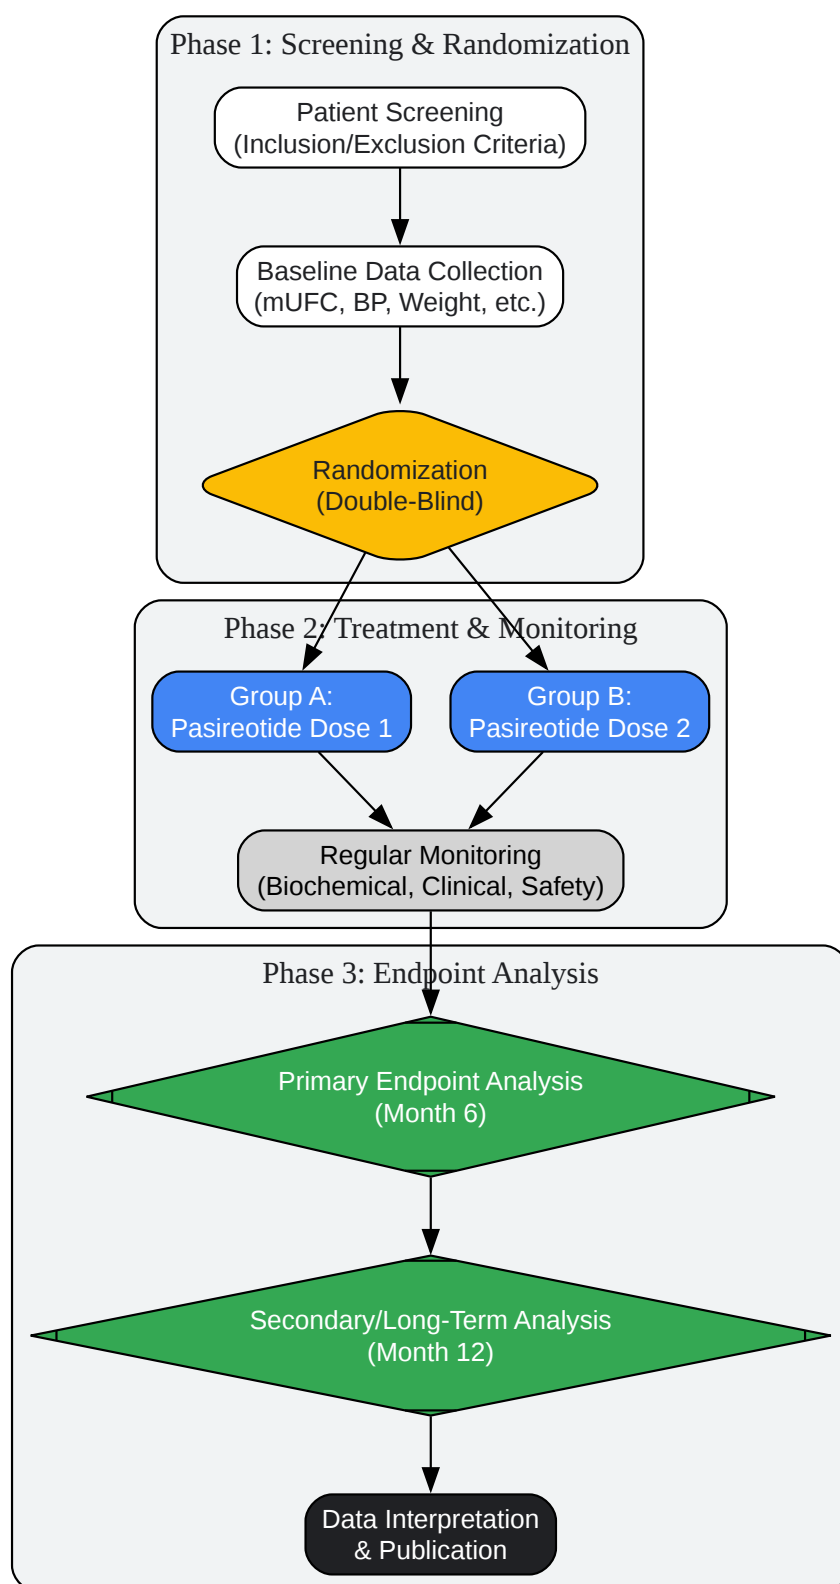 Phase 1: Screening & Randomization
Patient Screening
(Inclusion/Exclusion Criteria)
Baseline Data Collection
(mUFC, BP, Weight, etc.)
Randomization
(Double-Blind)
Phase 2: Treatment & Monitoring
Group A:
Pasireotide Dose 1
Group B:
Pasireotide Dose 2
Regular Monitoring
(Biochemical, Clinical, Safety)
Phase 3: Endpoint Analysis
Primary Endpoint Analysis
(Month 6)
Secondary/Long-Term Analysis
(Month 12)
Data Interpretation
& Publication